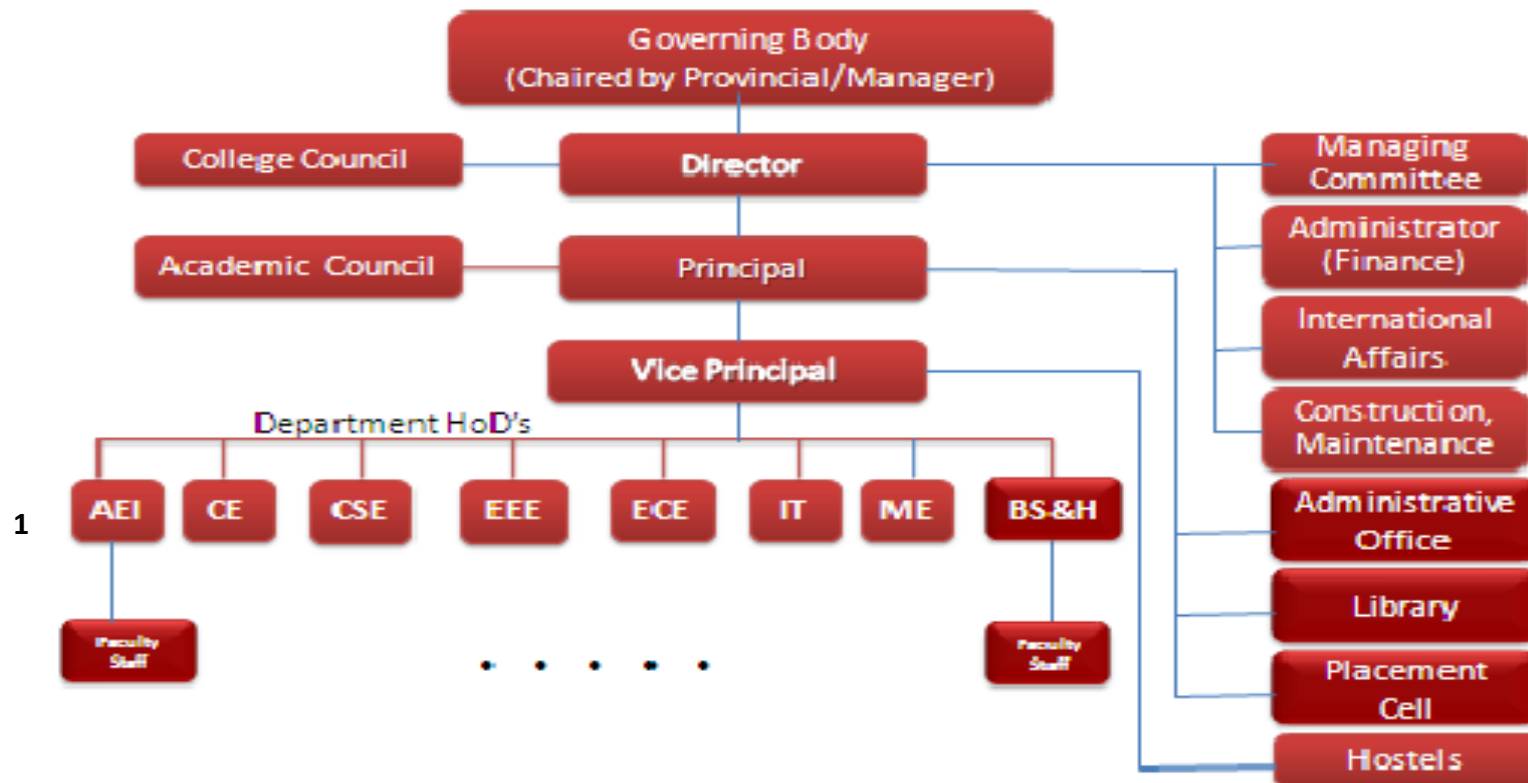 Governing Body
(Chaired by Provincial/Manager)
College Council
Director
Managing
Committee
Academic Council
Principal
Administrator
(Finance)
Vice Principal
International
Affairs
Department HoD's
Construction,
Maintenance
1
AEI
CE
CSE
EEE
ECE
IT
ME
BS&H
Administrative
Office
Library
Faculty
Staff
. . . . .
Faculty
Staff
Placement
Cell
Hostels